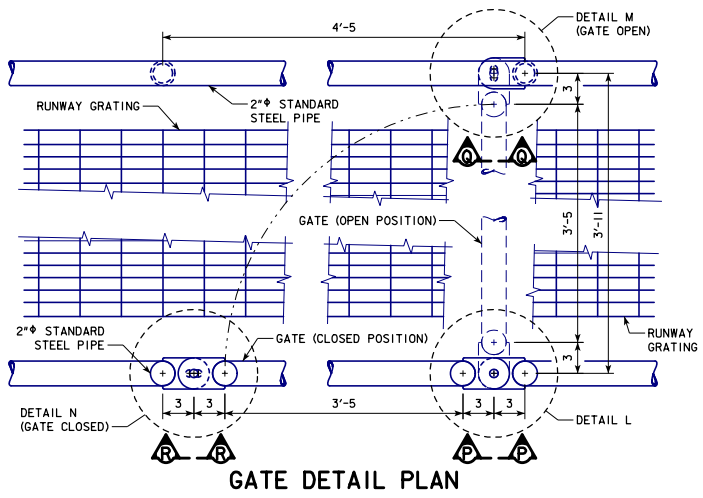 DETAIL M
(GATE OPEN)
4'-5
RUNWAY GRATING
2"Φ STANDARD
STEEL PIPE
3
Q
Q
3'-5
3'-11
GATE (OPEN POSITION)
2"Φ STANDARD
STEEL PIPE
GATE (CLOSED POSITION)
RUNWAY
GRATING
3
3
3
3'-5
3
3
DETAIL N
(GATE CLOSED)
DETAIL L
R
R
P
P
GATE DETAIL PLAN